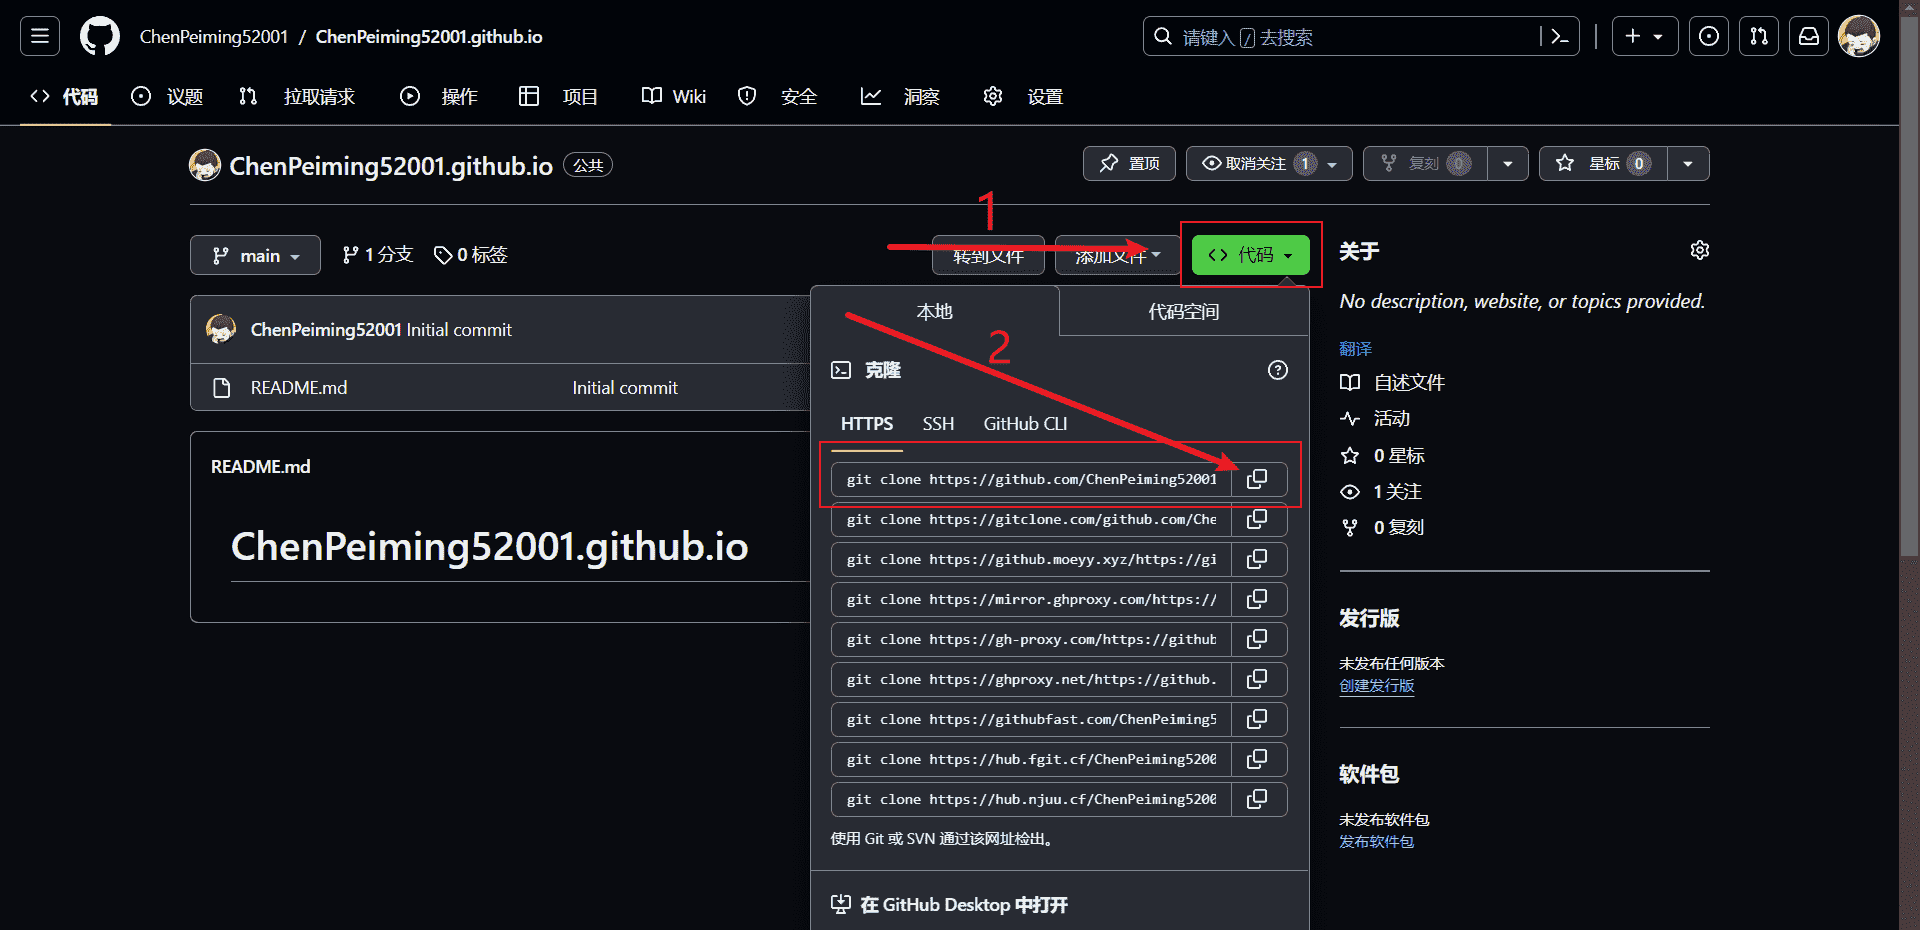 ChenPeiming52001 / ChenPeiming52001.github.io
请键入 / 去搜索
代码 议题 拉取请求 操作 项目 Wiki 安全 洞察 设置
ChenPeiming52001.github.io 公共
置顶 取消关注 1 复刻 0 星标 0
1
main 1 分支 0 标签
转到文件 添加文件 代码
ChenPeiming52001 Initial commit
README.md Initial commit
README.md
ChenPeiming52001.github.io
本地 代码空间
2
克隆
HTTPS SSH GitHub CLI
git clone https://github.com/ChenPeiming52001
git clone https://gitclone.com/github.com/Che
git clone https://github.moeyy.xyz/https://gi
git clone https://mirror.ghproxy.com/https://
git clone https://gh-proxy.com/https://github
git clone https://ghproxy.net/https://github.
git clone https://githubfast.com/ChenPeiming5
git clone https://hub.fgit.cf/ChenPeiming5200
git clone https://hub.njuu.cf/ChenPeiming5200
使用 Git 或 SVN 通过该网址检出。
在 GitHub Desktop 中打开
关于
No description, website, or topics provided.
翻译
自述文件
活动
0 星标
1 关注
0 复刻
发行版
未发布任何版本
创建发行版
软件包
未发布软件包
发布软件包